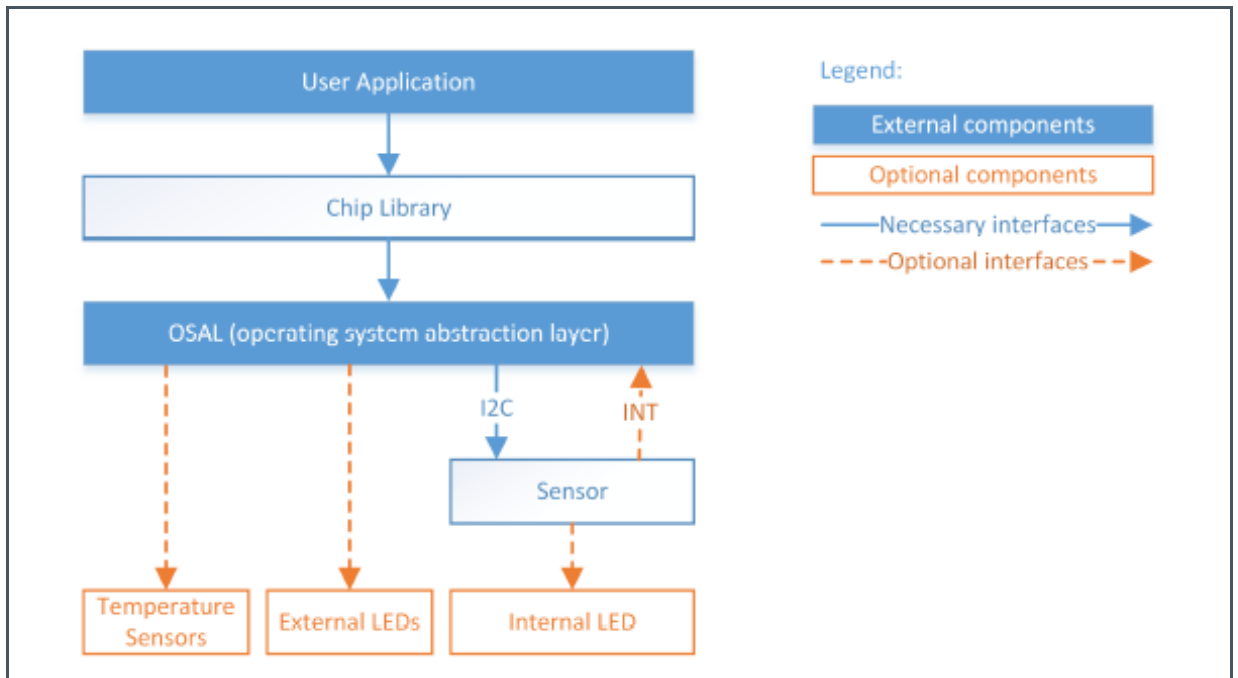 User Application
Legend:
External components
Optional components
Chip Library
Necessary interfaces
Optional interfaces
OSAL (operating system abstraction layer)
I2C
INT
Sensor
Temperature
Sensors
External LEDs
Internal LED